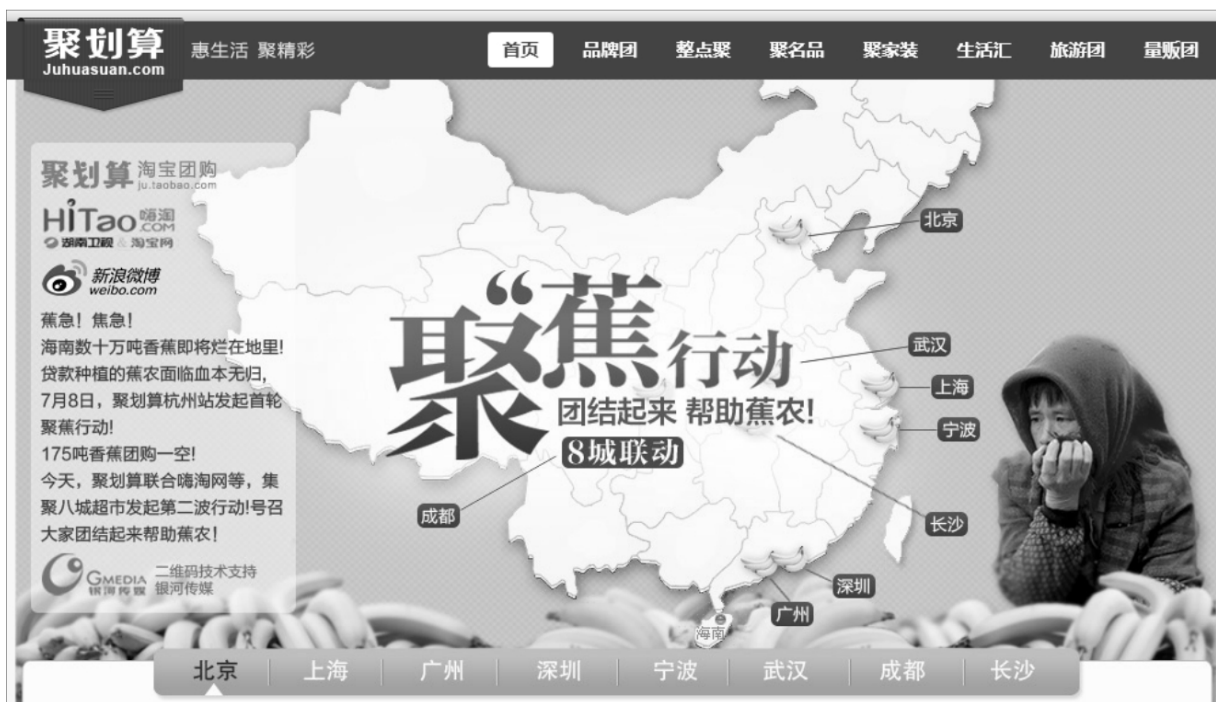 聚划算
Juhuasuan.com
惠生活 聚精彩
首页 品牌团 整点聚 聚名品 聚家装 生活汇 旅游团 量贩团
聚划算 淘宝团购
ju.taobao.com
HiTao 嗨淘
.COM
湖南卫视 & 淘宝网
新浪微博
weibo.com
蕉急！焦急！
海南数十万吨香蕉即将烂在地里!
贷款种植的蕉农面临血本无归,
7月8日，聚划算杭州站发起首轮
聚蕉行动!
175吨香蕉团购一空!
今天，聚划算联合嗨淘网等，集
聚八城超市发起第二波行动!号召
大家团结起来帮助蕉农！
GMEDIA
银河传媒
二维码技术支持
银河传媒
聚“蕉行动
团结起来 帮助蕉农!
8城联动
北京
武汉
上海
宁波
成都
长沙
深圳
广州
海南
北京 上海 广州 深圳 宁波 武汉 成都 长沙